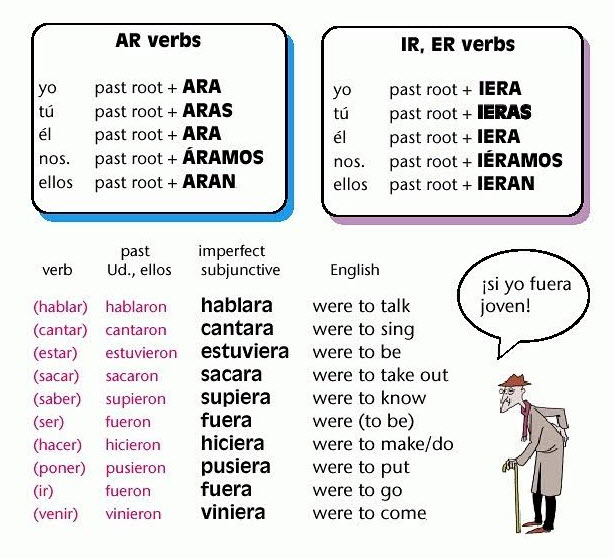 AR verbs
yo past root + ARA
tú past root + ARAS
él past root + ARA
nos. past root + ÁRAMOS
ellos past root + ARAN
IR, ER verbs
yo past root + IERA
tú past root + IERAS
él past root + IERA
nos. past root + IÉRAMOS
ellos past root + IERAN
past imperfect
verb Ud., ellos subjunctive English
(hablar) hablaron hablara were to talk
(cantar) cantaron cantara were to sing
(estar) estuvieron estuviera were to be
(sacar) sacaron sacara were to take out
(saber) supieron supiera were to know
(ser) fueron fuera were (to be)
(hacer) hicieron hiciera were to make/do
(poner) pusieron pusiera were to put
(ir) fueron fuera were to go
(venir) vinieron viniera were to come
¡si yo fuera
joven!